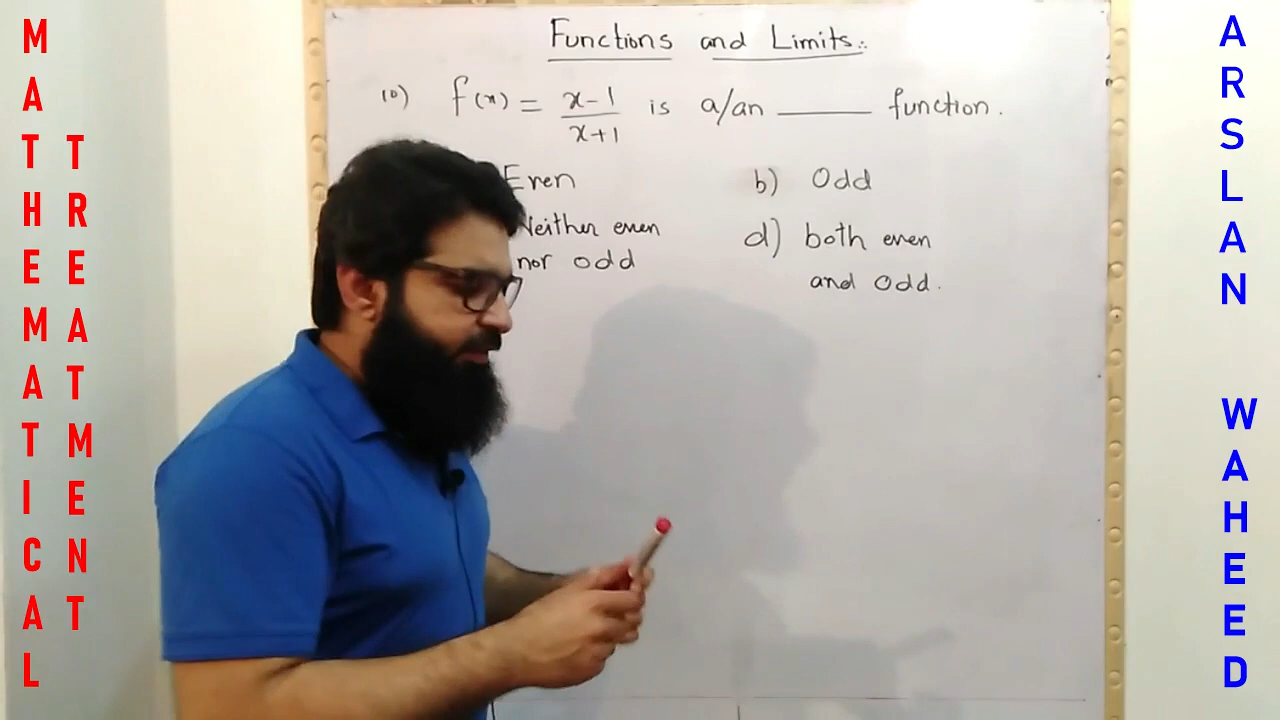 MATHEMATICAL
TREATMENT
Functions and Limits.:
(10) f(x) = x-1 / x+1 is a/an ______ function.
Even
b) Odd
Neither even
nor odd
d) both even
and Odd.
ARSLAN WAHEED